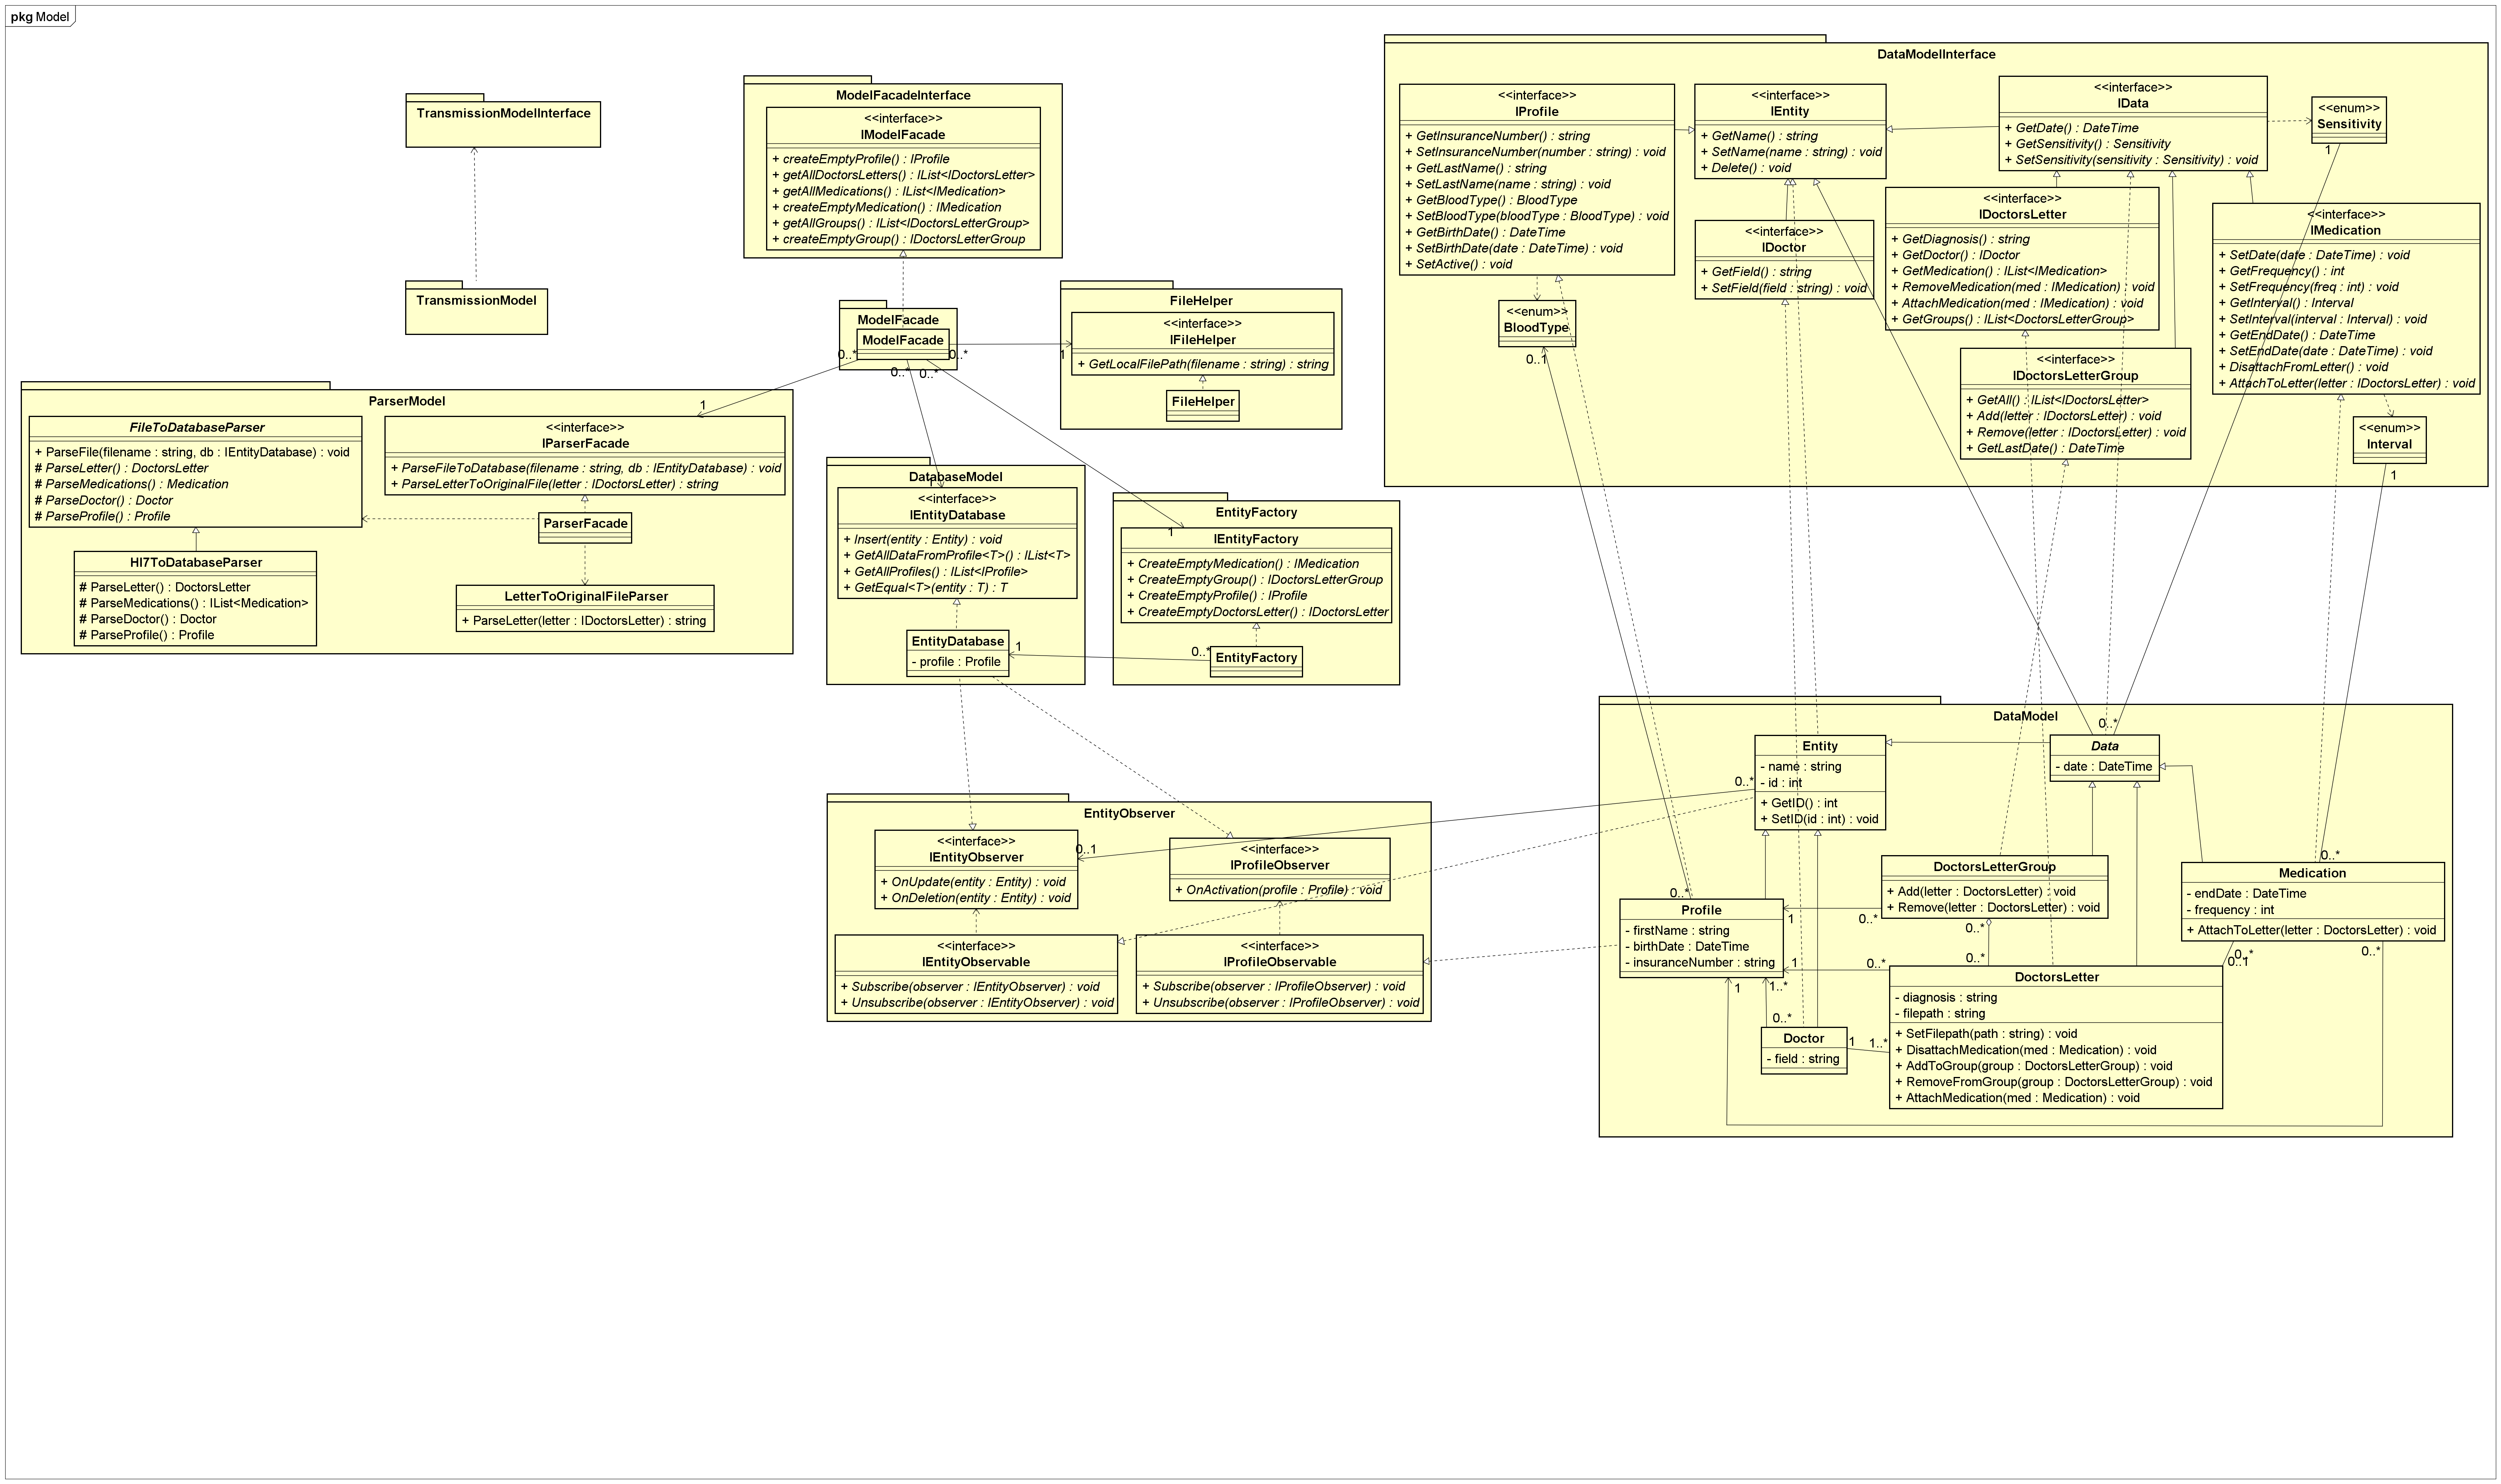 pkg Model
TransmissionModelInterface
TransmissionModel
ModelFacadeInterface
<<interface>>
IModelFacade
+ createEmptyProfile() : IProfile
+ getAllDoctorsLetters() : IList<IDoctorsLetter>
+ getAllMedications() : IList<IMedication>
+ createEmptyMedication() : IMedication
+ getAllGroups() : IList<IDoctorsLetterGroup>
+ createEmptyGroup() : IDoctorsLetterGroup
ModelFacade
ModelFacade
0..*
0..*
0..*
0..*
1
1
1
1
FileHelper
<<interface>>
IFileHelper
+ GetLocalFilePath(filename : string) : string
FileHelper
ParserModel
FileToDatabaseParser
+ ParseFile(filename : string, db : IEntityDatabase) : void
# ParseLetter() : DoctorsLetter
# ParseMedications() : Medication
# ParseDoctor() : Doctor
# ParseProfile() : Profile
Hl7ToDatabaseParser
# ParseLetter() : DoctorsLetter
# ParseMedications() : IList<Medication>
# ParseDoctor() : Doctor
# ParseProfile() : Profile
<<interface>>
IParserFacade
+ ParseFileToDatabase(filename : string, db : IEntityDatabase) : void
+ ParseLetterToOriginalFile(letter : IDoctorsLetter) : string
ParserFacade
LetterToOriginalFileParser
+ ParseLetter(letter : IDoctorsLetter) : string
DatabaseModel
<<interface>>
IEntityDatabase
+ Insert(entity : Entity) : void
+ GetAllDataFromProfile<T>() : IList<T>
+ GetAllProfiles() : IList<IProfile>
+ GetEqual<T>(entity : T) : T
EntityDatabase
- profile : Profile
1
0..*
EntityFactory
IEntityFactory
+ CreateEmptyMedication() : IMedication
+ CreateEmptyGroup() : IDoctorsLetterGroup
+ CreateEmptyProfile() : IProfile
+ CreateEmptyDoctorsLetter() : IDoctorsLetter
EntityFactory
EntityObserver
<<interface>>
IEntityObserver
+ OnUpdate(entity : Entity) : void
+ OnDeletion(entity : Entity) : void
0..1
<<interface>>
IProfileObserver
+ OnActivation(profile : Profile) : void
<<interface>>
IEntityObservable
+ Subscribe(observer : IEntityObserver) : void
+ Unsubscribe(observer : IEntityObserver) : void
<<interface>>
IProfileObservable
+ Subscribe(observer : IProfileObserver) : void
+ Unsubscribe(observer : IProfileObserver) : void
DataModelInterface
<<interface>>
IProfile
+ GetInsuranceNumber() : string
+ SetInsuranceNumber(number : string) : void
+ GetLastName() : string
+ SetLastName(name : string) : void
+ GetBloodType() : BloodType
+ SetBloodType(bloodType : BloodType) : void
+ GetBirthDate() : DateTime
+ SetBirthDate(date : DateTime) : void
+ SetActive() : void
<<enum>>
BloodType
0..1
<<interface>>
IEntity
+ GetName() : string
+ SetName(name : string) : void
+ Delete() : void
<<interface>>
IDoctor
+ GetField() : string
+ SetField(field : string) : void
<<interface>>
IData
+ GetDate() : DateTime
+ GetSensitivity() : Sensitivity
+ SetSensitivity(sensitivity : Sensitivity) : void
<<enum>>
Sensitivity
1
<<interface>>
IDoctorsLetter
+ GetDiagnosis() : string
+ GetDoctor() : IDoctor
+ GetMedication() : IList<IMedication>
+ RemoveMedication(med : IMedication) : void
+ AttachMedication(med : IMedication) : void
+ GetGroups() : IList<DoctorsLetterGroup>
<<interface>>
IDoctorsLetterGroup
+ GetAll() : IList<IDoctorsLetter>
+ Add(letter : IDoctorsLetter) : void
+ Remove(letter : IDoctorsLetter) : void
+ GetLastDate() : DateTime
<<interface>>
IMedication
+ SetDate(date : DateTime) : void
+ GetFrequency() : int
+ SetFrequency(freq : int) : void
+ GetInterval() : Interval
+ SetInterval(interval : Interval) : void
+ GetEndDate() : DateTime
+ SetEndDate(date : DateTime) : void
+ DisattachFromLetter() : void
+ AttachToLetter(letter : IDoctorsLetter) : void
<<enum>>
Interval
1
DataModel
Entity
- name : string
- id : int
+ GetID() : int
+ SetID(id : int) : void
0..*
0..*
Data
- date : DateTime
DoctorsLetterGroup
+ Add(letter : DoctorsLetter) : void
+ Remove(letter : DoctorsLetter) : void
0..*
Medication
- endDate : DateTime
- frequency : int
+ AttachToLetter(letter : DoctorsLetter) : void
0..*
Profile
- firstName : string
- birthDate : DateTime
- insuranceNumber : string
1
0..*
0..*
0..*
0..*
0..1
0..*
1
0..*
1
1..*
0..*
Doctor
- field : string
1
1..*
DoctorsLetter
- diagnosis : string
- filepath : string
+ SetFilepath(path : string) : void
+ DisattachMedication(med : Medication) : void
+ AddToGroup(group : DoctorsLetterGroup) : void
+ RemoveFromGroup(group : DoctorsLetterGroup) : void
+ AttachMedication(med : Medication) : void